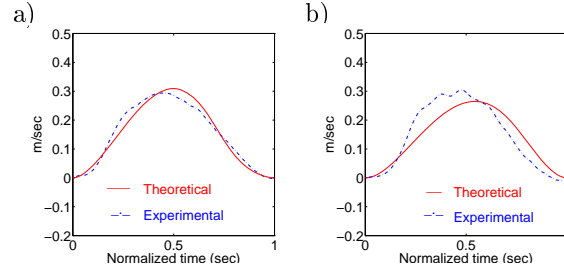 a)
0.5
0.4
0.3
0.2
0.1
0
−0.1
−0.2
m/sec
Theoretical
Experimental
0
0.5
1
Normalized time (sec)
b)
0.5
0.4
0.3
0.2
0.1
0
−0.1
−0.2
m/sec
Theoretical
Experimental
0
0.5
Normalized time (sec)